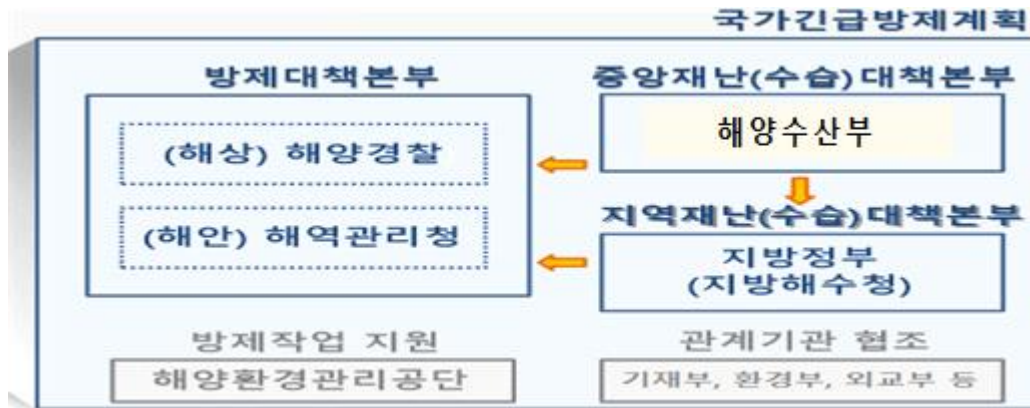 국가긴급방제계획
방제대책본부
(해상) 해양경찰
(해안) 해역관리청
중앙재난(수습)대책본부
해양수산부
지역재난(수습)대책본부
지방정부
(지방해수청)
방제작업 지원
해양환경관리공단
관계기관 협조
기재부, 환경부, 외교부 등